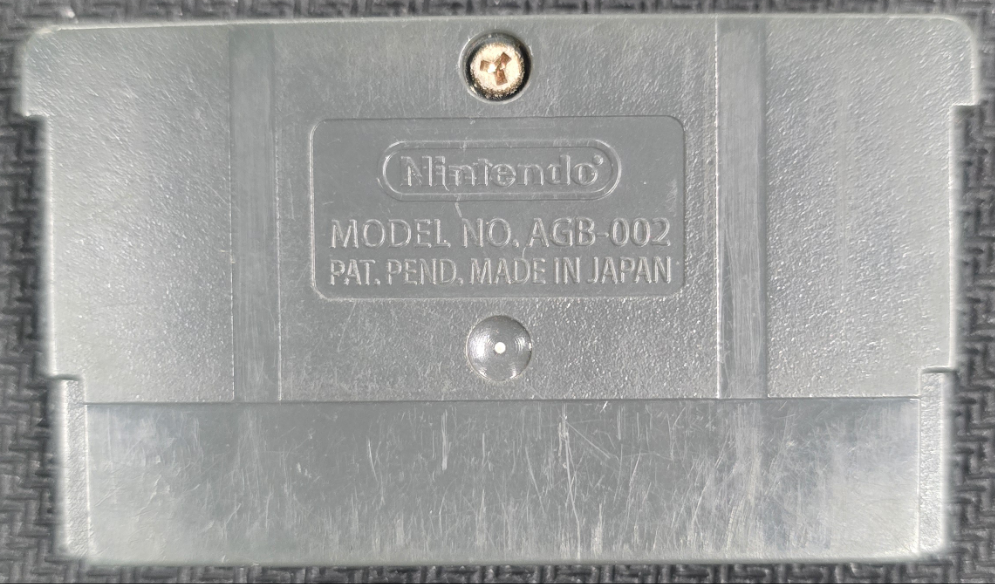 Nintendo
MODEL NO. AGB-002
PAT. PEND. MADE IN JAPAN